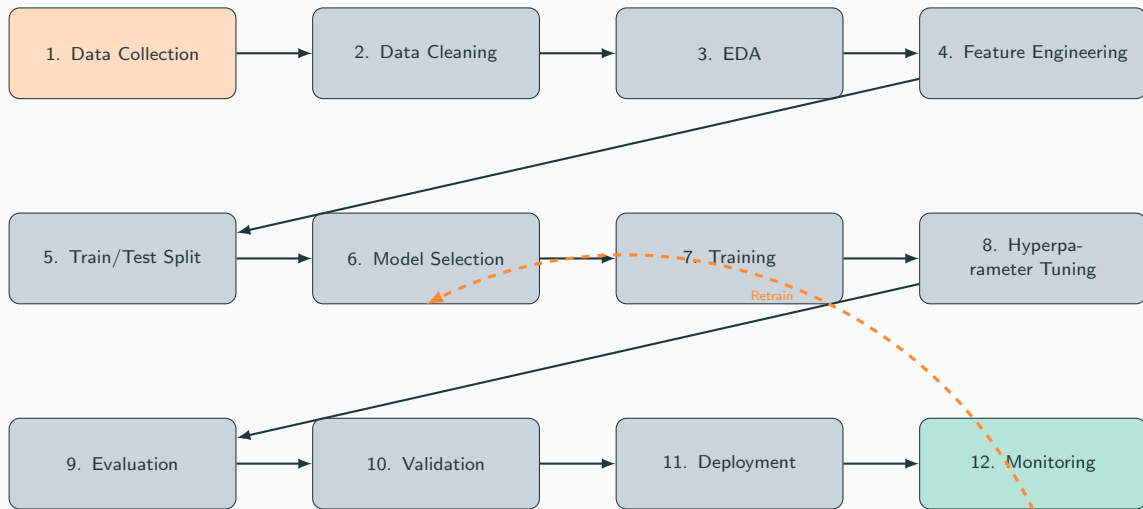 1. Data Collection
2. Data Cleaning
3. EDA
4. Feature Engineering
5. Train/Test Split
6. Model Selection
7. Training
8. Hyperpa-
rameter Tuning
Retrain
9. Evaluation
10. Validation
11. Deployment
12. Monitoring